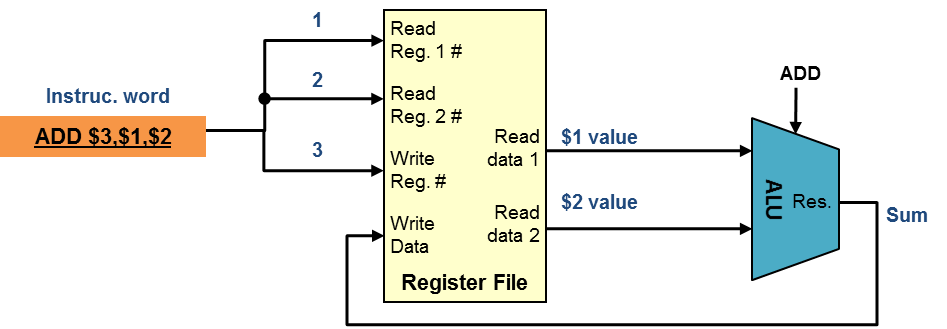 1
Read
Reg. 1 #
2
Read
Reg. 2 #
Instruc. word
ADD $3,$1,$2
3
Write
Reg. #
Write
Data
Read
data 1
Read
data 2
Register File
$1 value
$2 value
ADD
ALU
Res.
Sum